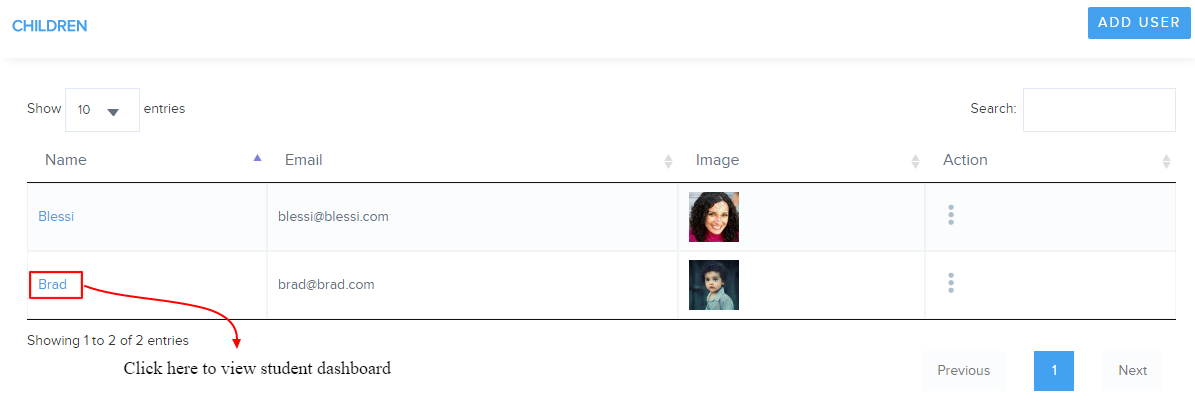 CHILDREN ADD USER
Show 10 entries Search:
Name Email Image Action
Blessi blessi@blessi.com
Brad brad@brad.com
Showing 1 to 2 of 2 entries
Click here to view student dashboard
Previous 1 Next